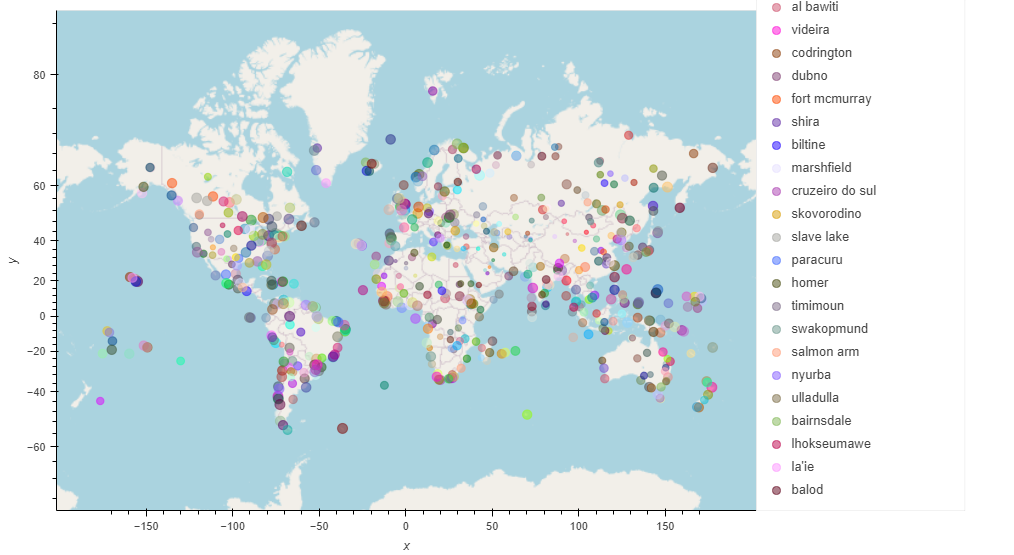 al bawiti
videira
codrington
dubno
fort mcmurray
shira
biltine
marshfield
cruzeiro do sul
skovorodino
slave lake
paracuru
homer
timimoun
swakopmund
salmon arm
nyurba
ulladulla
bairnsdale
lhokseumawe
la'ie
balod
80
60
40
20
0
−20
−40
−60
y
−150
−100
−50
0
50
100
150
x